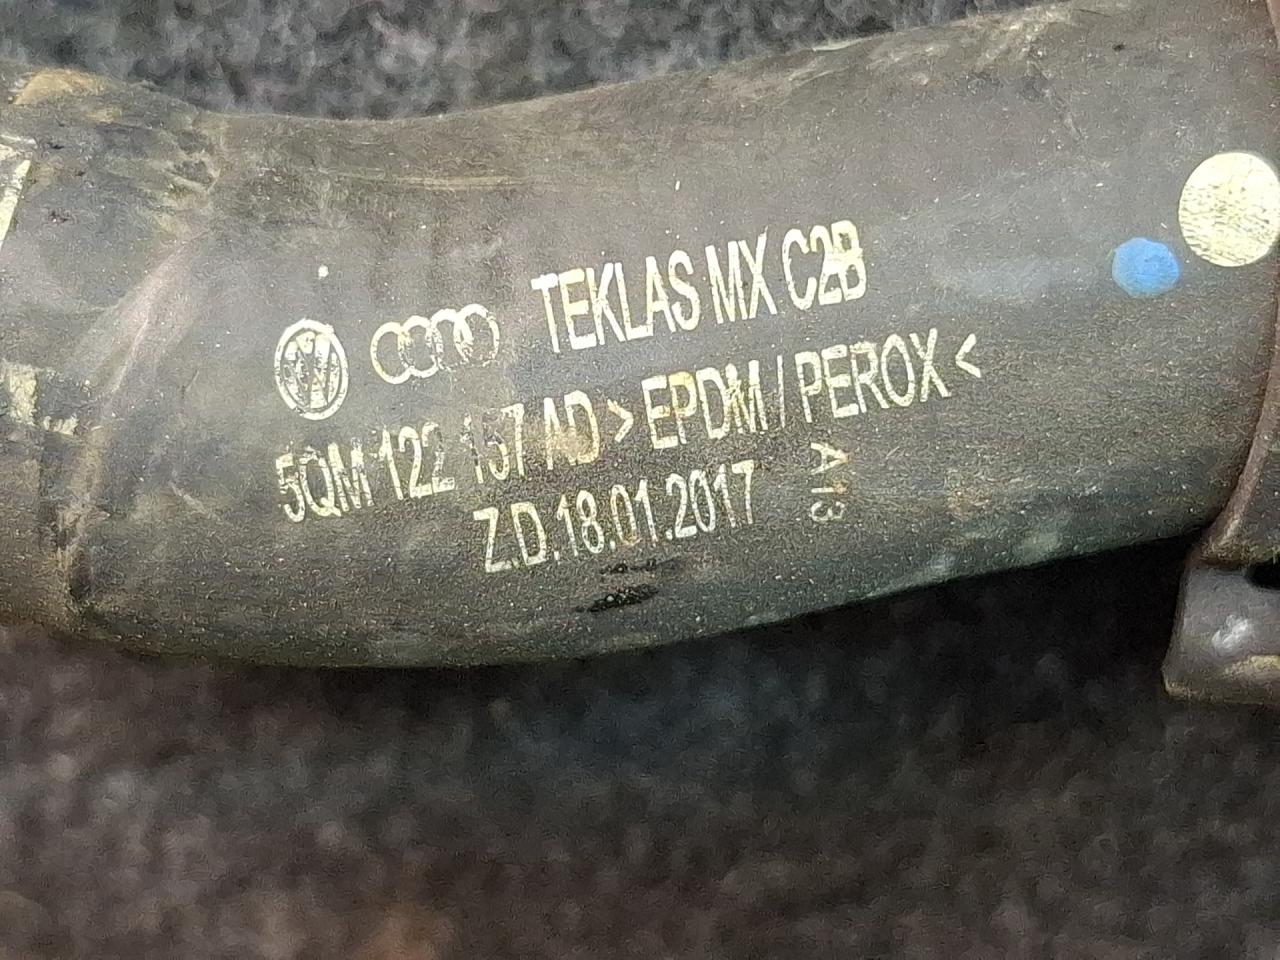 TEKLAS MX C2B
5QM 122 157 AD >EPDM / PEROX<
Z.D.18.01.2017
A13